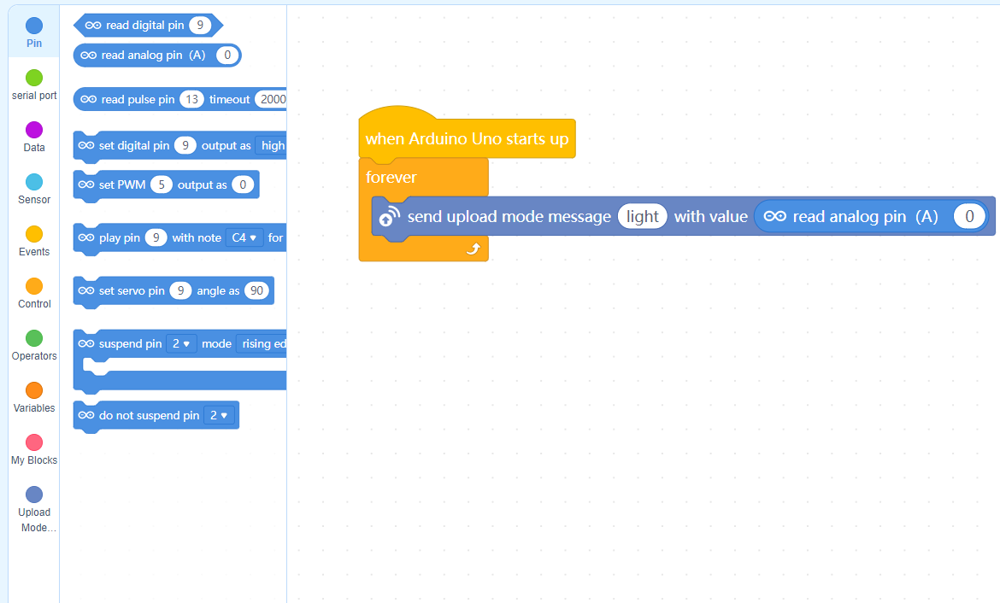 Pin
serial port
Data
Sensor
Events
Control
Operators
Variables
My Blocks
Upload
Mode...
read digital pin 9
read analog pin (A) 0
read pulse pin 13 timeout 2000
set digital pin 9 output as high
set PWM 5 output as 0
play pin 9 with note C4 for
set servo pin 9 angle as 90
suspend pin 2 mode rising ed
do not suspend pin 2
when Arduino Uno starts up
forever
send upload mode message light with value read analog pin (A) 0